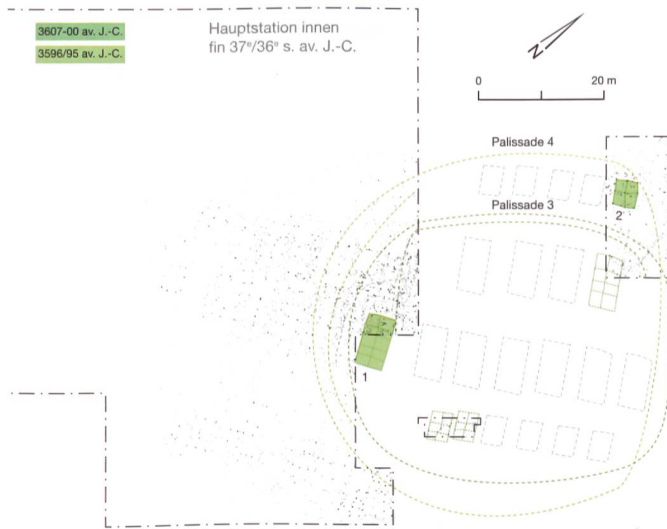 3607-00 av. J.-C.
3596/95 av. J.-C.
Hauptstation innen
fin 37ᵉ/36ᵉ s. av. J.-C.
N
0 20 m
Palissade 4
Palissade 3
2
1